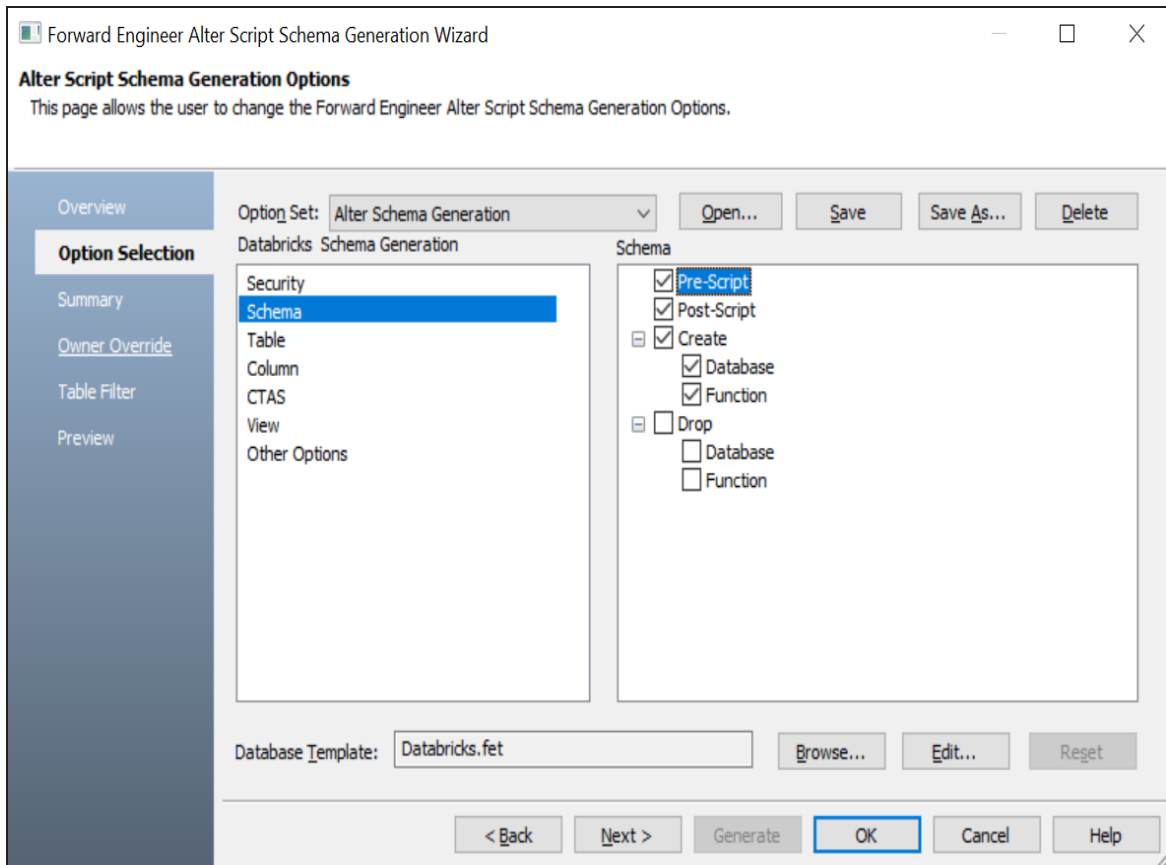 Forward Engineer Alter Script Schema Generation Wizard
Alter Script Schema Generation Options
This page allows the user to change the Forward Engineer Alter Script Schema Generation Options.
Overview
Option Selection
Summary
Owner Override
Table Filter
Preview
Option Set: Alter Schema Generation Open... Save Save As... Delete
Databricks Schema Generation
Security
Schema
Table
Column
CTAS
View
Other Options
Schema
Pre-Script
Post-Script
Create
Database
Function
Drop
Database
Function
Database Template: Databricks.fet Browse... Edit... Reset
< Back Next > Generate OK Cancel Help